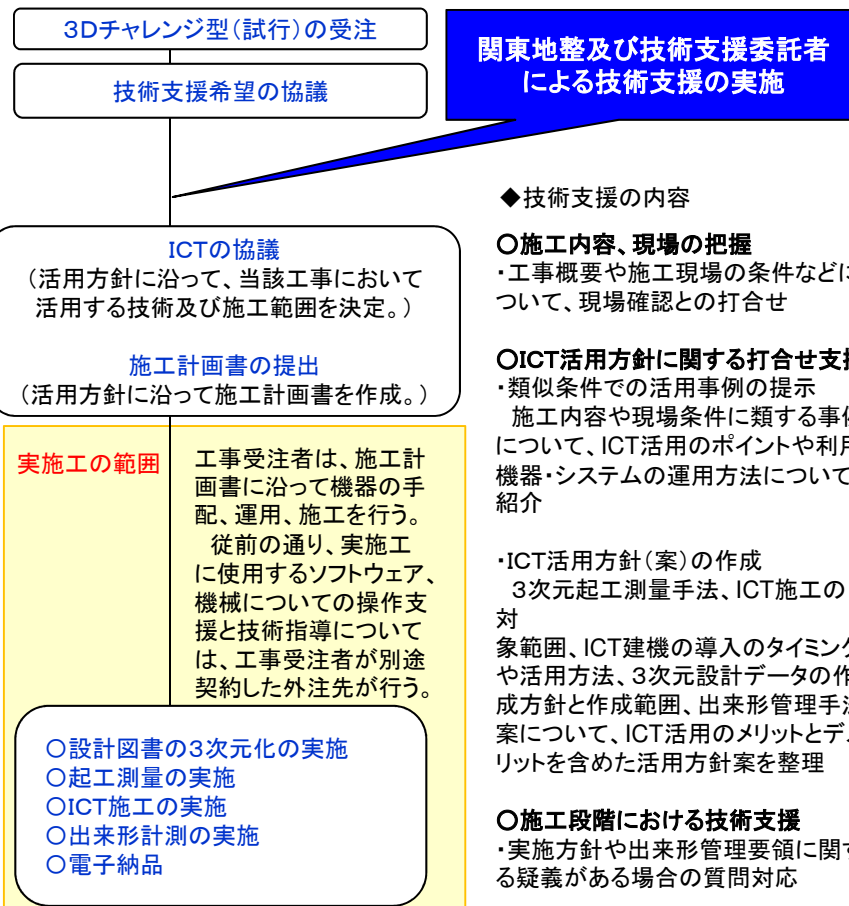 3Dチャレンジ型（試行）の受注
技術支援希望の協議
関東地整及び技術支援委託者
による技術支援の実施
ICTの協議
（活用方針に沿って、当該工事において
活用する技術及び施工範囲を決定。）
施工計画書の提出
（活用方針に沿って施工計画書を作成。）
実施工の範囲
工事受注者は、施工計
画書に沿って機器の手
配、運用、施工を行う。
従前の通り、実施工
に使用するソフトウェア、
機械についての操作支
援と技術指導について
は、工事受注者が別途
契約した外注先が行う。
○設計図書の３次元化の実施
○起工測量の実施
○ICT施工の実施
○出来形計測の実施
○電子納品
◆技術支援の内容
○施工内容、現場の把握
・工事概要や施工現場の条件などに
ついて、現場確認との打合せ
○ICT活用方針に関する打合せ支援
・類似条件での活用事例の提示
施工内容や現場条件に類する事例
について、ICT活用のポイントや利用
機器・システムの運用方法について
紹介
・ICT活用方針（案）の作成
３次元起工測量手法、ICT施工の
対
象範囲、ICT建機の導入のタイミング
や活用方法、３次元設計データの作
成方針と作成範囲、出来形管理手法
案について、ICT活用のメリットとデメ
リットを含めた活用方針案を整理
○施工段階における技術支援
・実施方針や出来形管理要領に関す
る疑義がある場合の質問対応